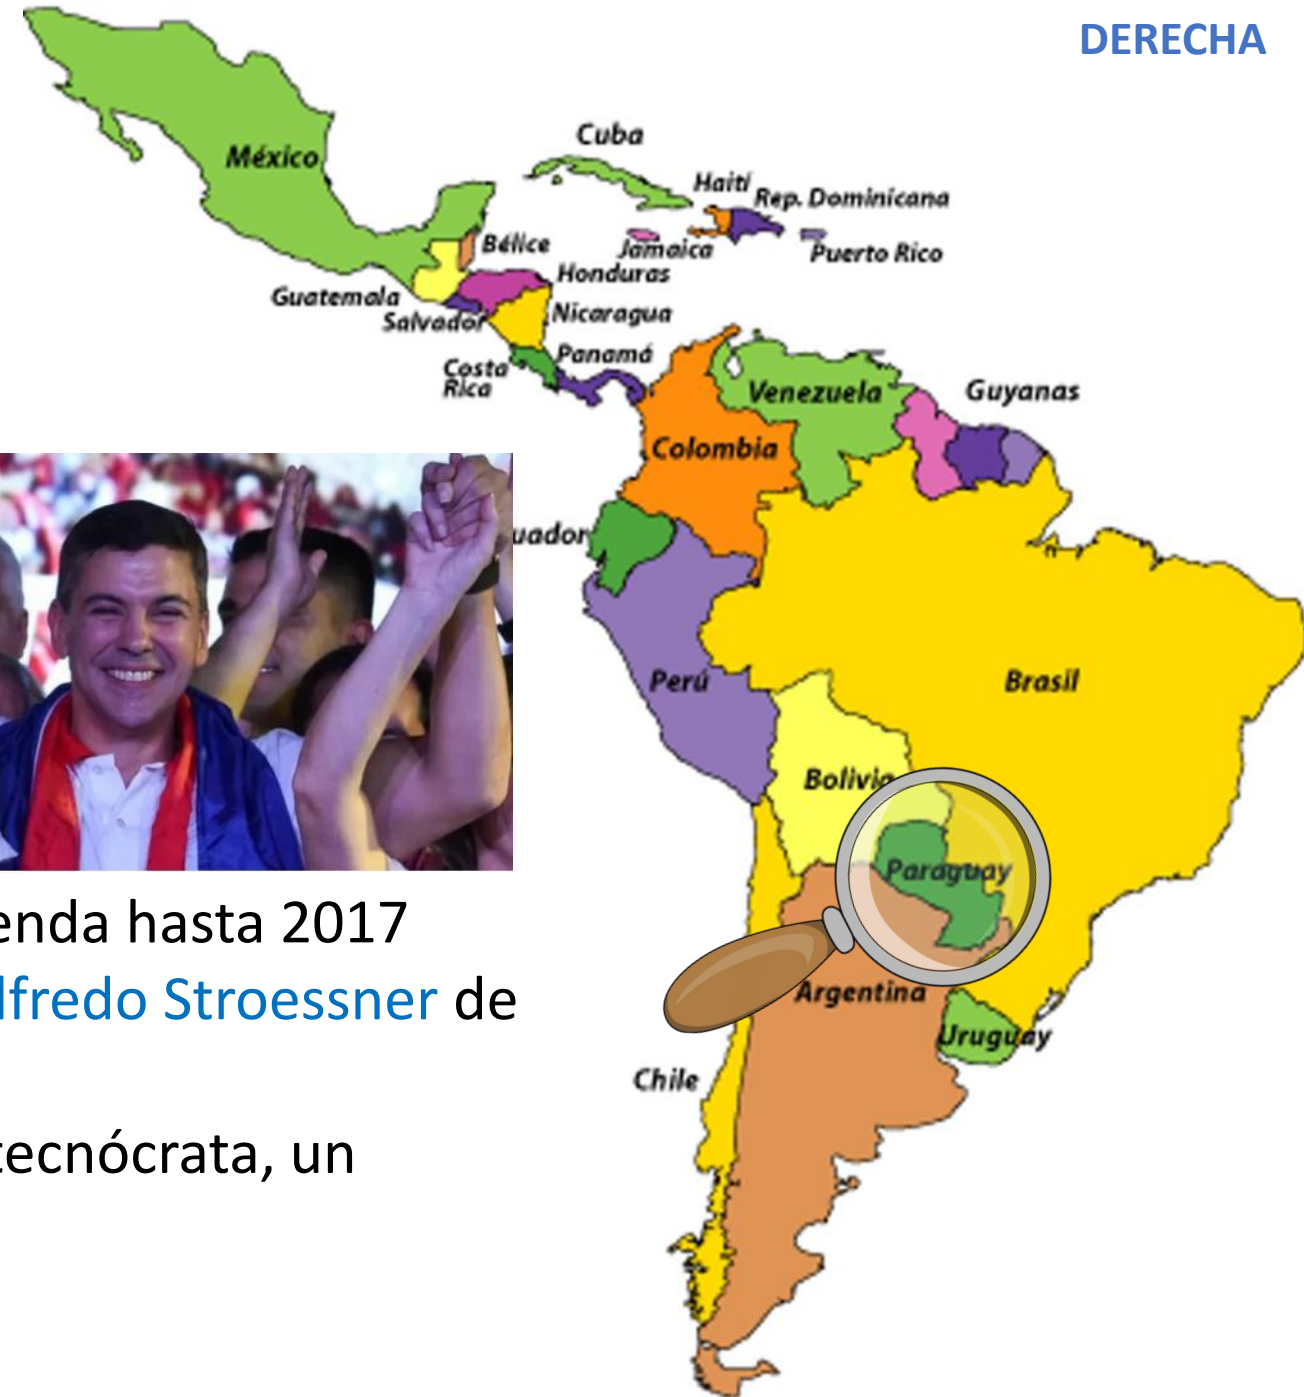 DERECHA
Cuba
México
Haití
Rep. Dominicana
Bélice
Jamaica
Puerto Rico
Honduras
Guatemala
Salvador
Nicaragua
Panamá
Costa
Rica
Venezuela
Guyanas
Colombia
uador
Perú
Brasil
Bolivia
Paraguay
enda hasta 2017
lfredo Stroessner de
Argentina
Uruguay
Chile
tecnócrata, un